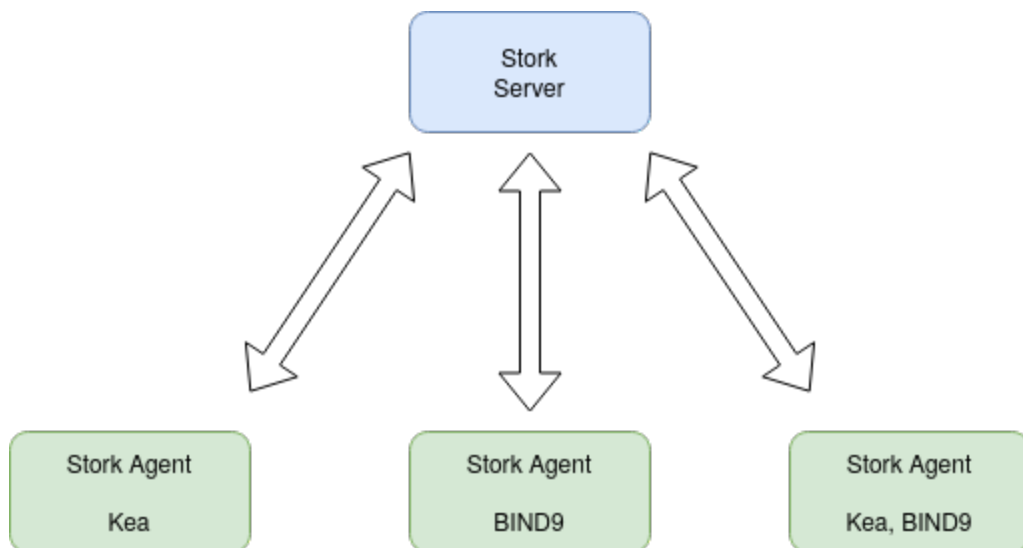 Stork
Server
Stork Agent
Kea
Stork Agent
BIND9
Stork Agent
Kea, BIND9